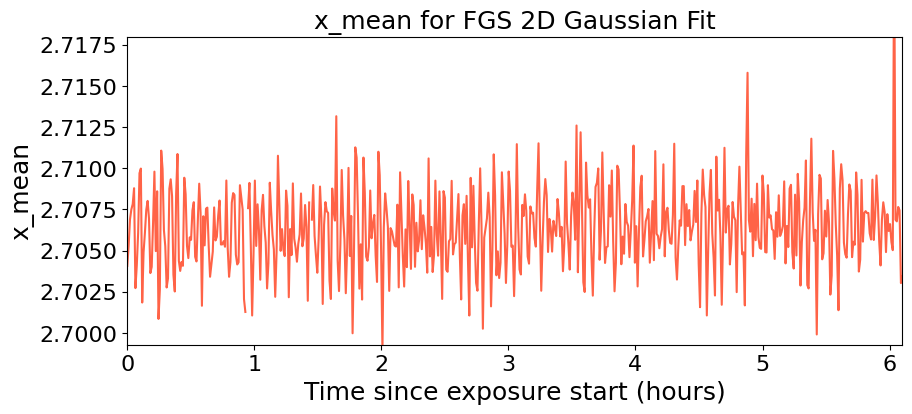 x_mean for FGS 2D Gaussian Fit
x_mean
2.7175
2.7150
2.7125
2.7100
2.7075
2.7050
2.7025
2.7000
0 1 2 3 4 5 6
Time since exposure start (hours)